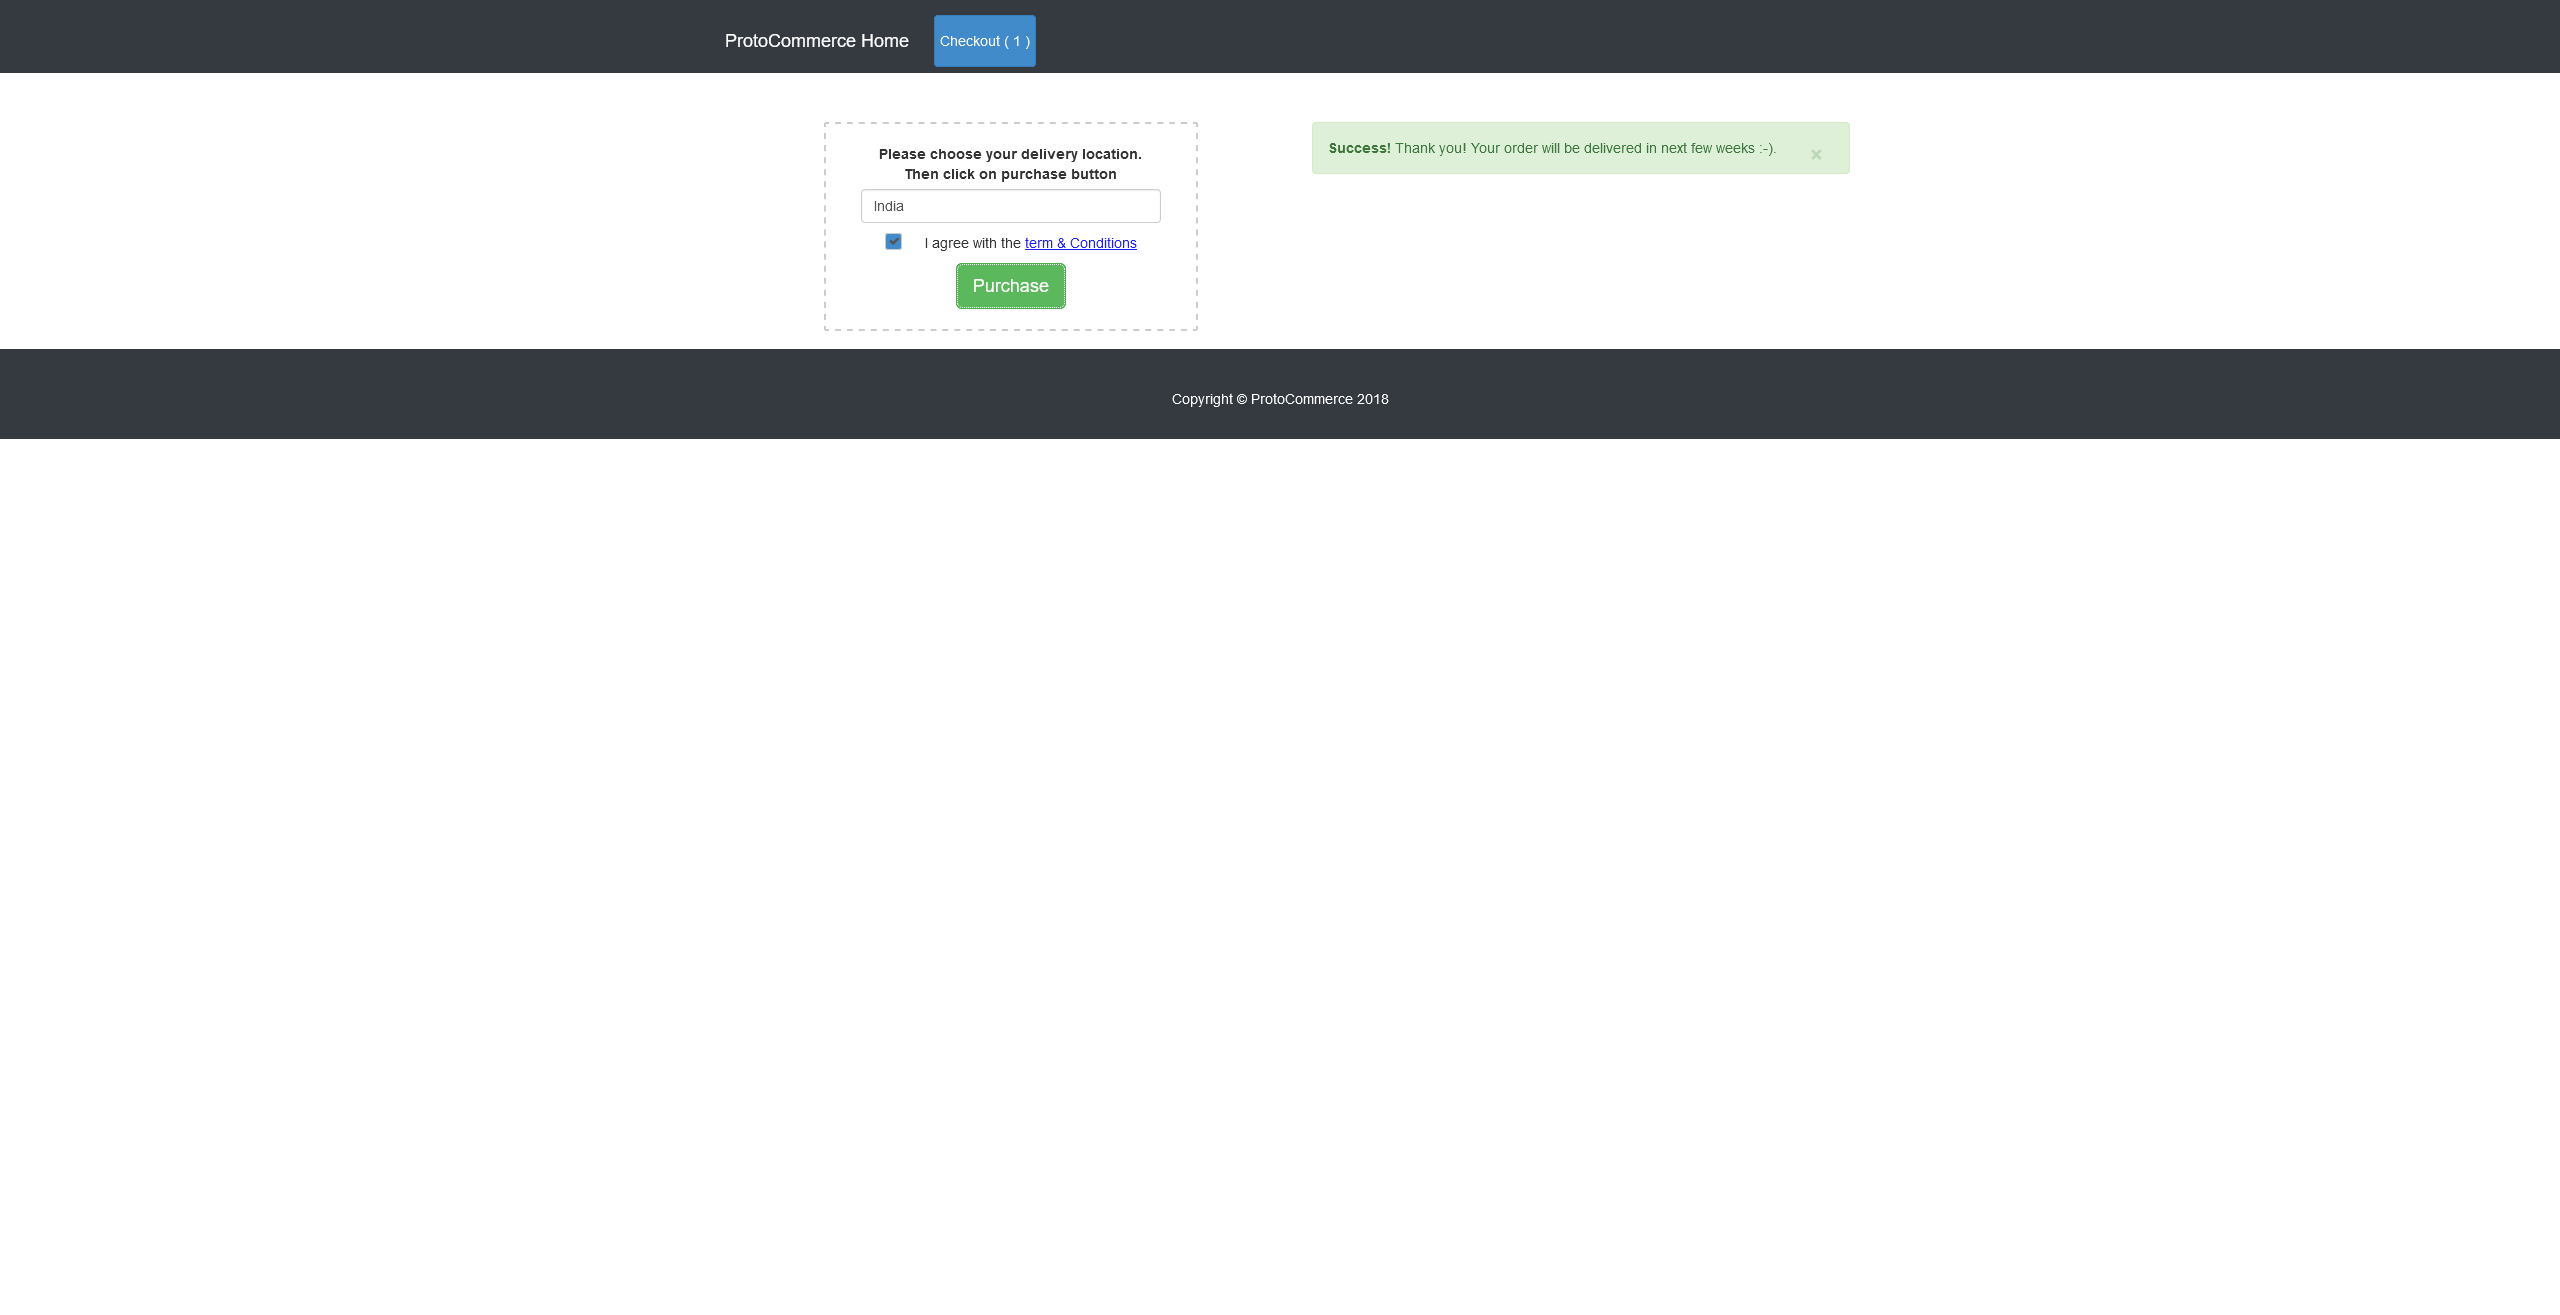 ProtoCommerce Home
Checkout ( 1 )
Please choose your delivery location.
Then click on purchase button
India
I agree with the term & Conditions
Purchase
Success! Thank you! Your order will be delivered in next few weeks :-).
×
Copyright © ProtoCommerce 2018